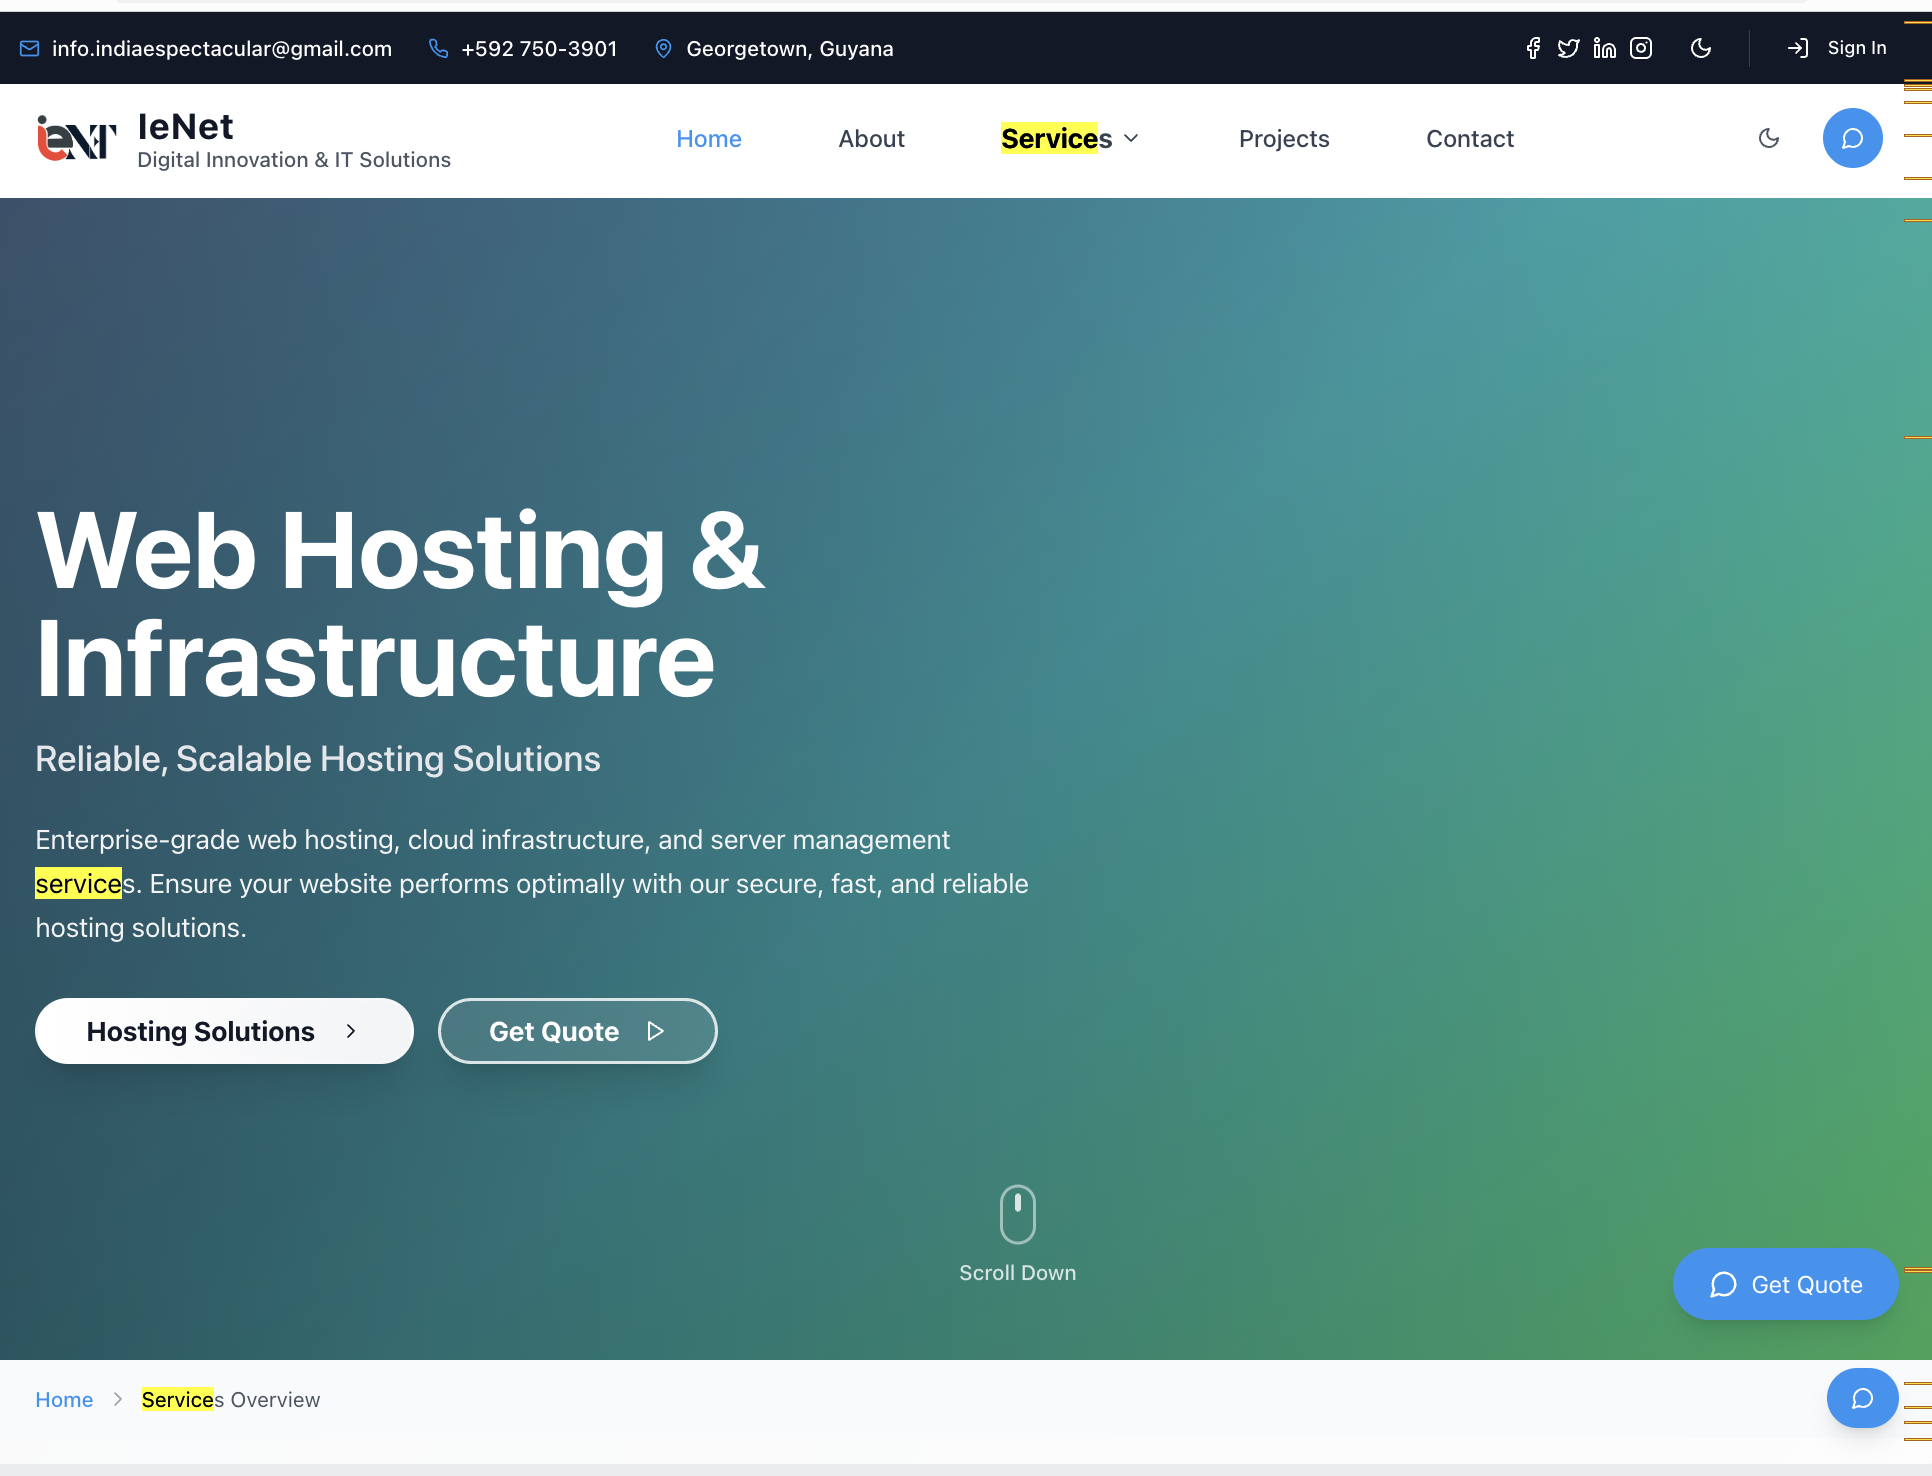 info.indiaespectacular@gmail.com
+592 750-3901
Georgetown, Guyana
Sign In
ieNT
IeNet
Digital Innovation & IT Solutions
Home
About
Services
Projects
Contact
Web Hosting &
Infrastructure
Reliable, Scalable Hosting Solutions
Enterprise-grade web hosting, cloud infrastructure, and server management
services. Ensure your website performs optimally with our secure, fast, and reliable
hosting solutions.
Hosting Solutions
Get Quote
Scroll Down
Get Quote
Home
Services Overview